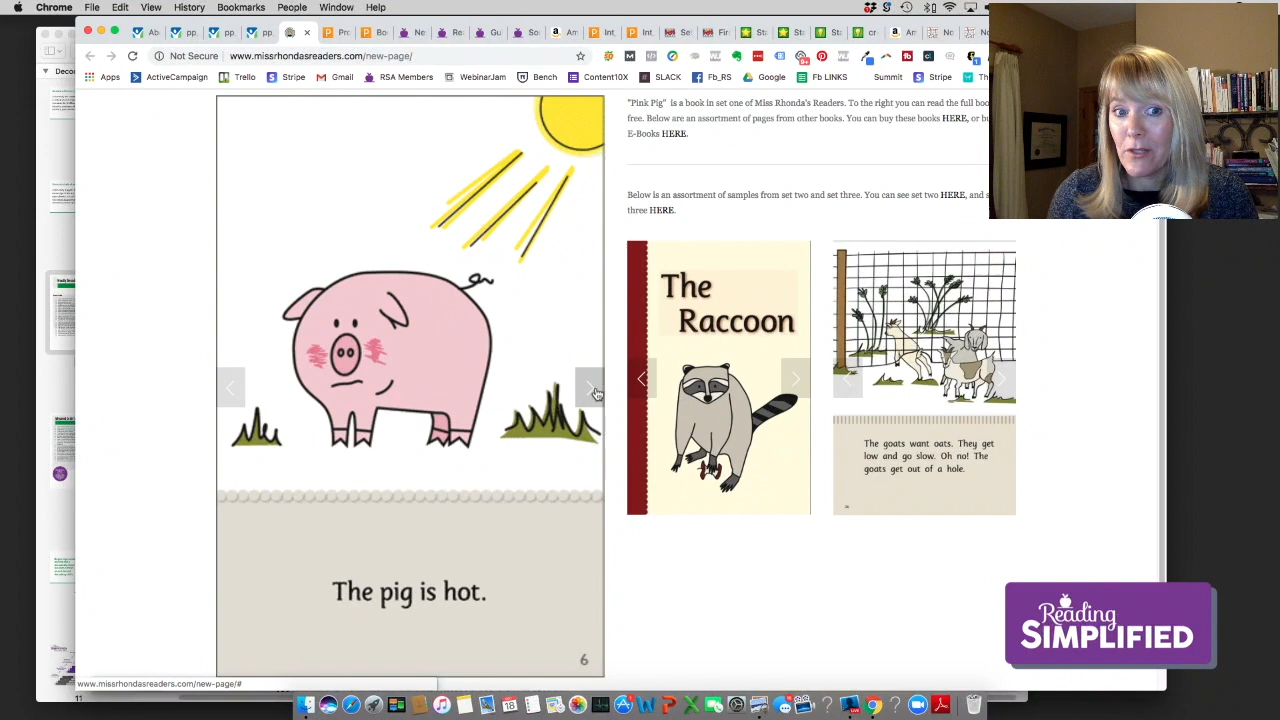 Chrome File Edit View History Bookmarks People Window Help
Not Secure www.missrhondasreaders.com/new-page/
Apps ActiveCampaign Trello Stripe Gmail RSA Members Webinarjam Bench Content10X SLACK Fb_RS Google Fb LINKS Summit Stripe
"Pink Pig" is a book in set one of Miss Rhonda's Readers. To the right you can read the full
free. Below are an assortment of pages from other books. You can buy these books HERE, or
E-Books HERE.
Below is an assortment of samples from set two and set three. You can see set two HERE, and
three HERE.
The
Raccoon
The goats want oats. They get
low and go slow. Oh no! The
goats get out of a hole.
The pig is hot.
6
Reading
SIMPLIFIED
www.missrhondasreaders.com/new-page/#
11